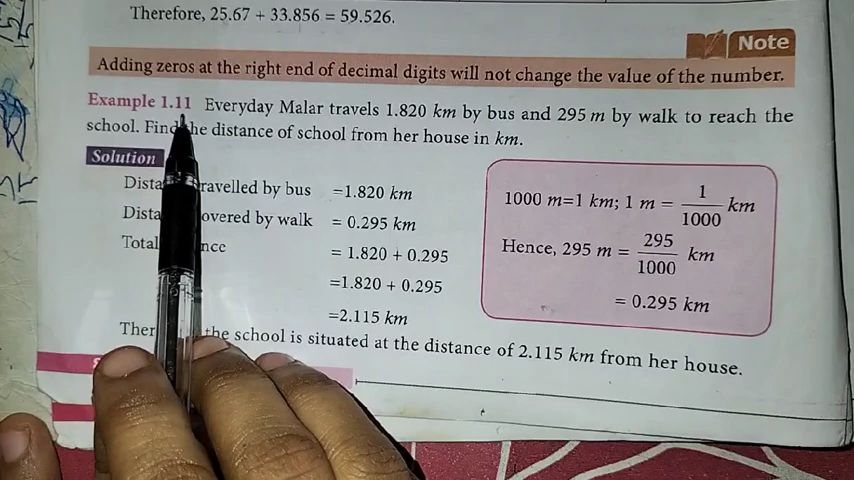 Therefore, 25.67 + 33.856 = 59.526.
Note
Adding zeros at the right end of decimal digits will not change the value of the number.
Example 1.11 Everyday Malar travels 1.820 km by bus and 295 m by walk to reach the
school. Find the distance of school from her house in km.
Solution
travelled by bus =1.820 km
covered by walk = 0.295 km
Total = 1.820 + 0.295
=1.820 + 0.295
=2.115 km
the school is situated at the distance of 2.115 km from her house.
1000 m=1 km; 1 m = 1/1000 km
Hence, 295 m = 295/1000 km
= 0.295 km